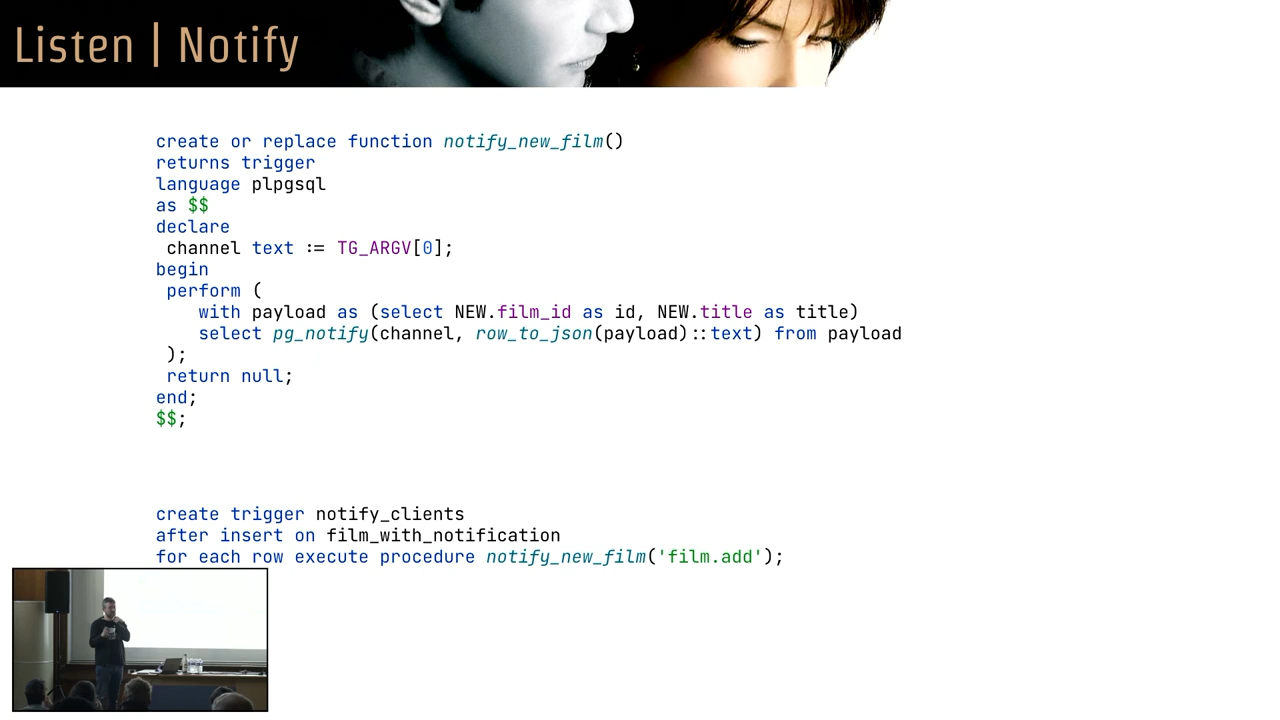 Listen | Notify
create or replace function notify_new_film()
returns trigger
language plpgsql
as $$
declare
 channel text := TG_ARGV[0];
begin
 perform (
    with payload as (select NEW.film_id as id, NEW.title as title)
    select pg_notify(channel, row_to_json(payload)::text) from payload
 );
 return null;
end;
$$;
create trigger notify_clients
after insert on film_with_notification
for each row execute procedure notify_new_film('film.add');